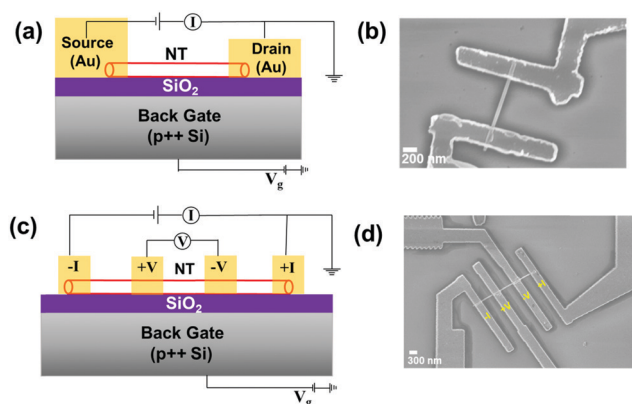 (a)
I
Source
(Au)
NT
Drain
(Au)
SiO2
Back Gate
(p++ Si)
Vg
(b)
200 nm
(c)
I
V
-I
+V
NT
-V
+I
SiO2
Back Gate
(p++ Si)
Vg
(d)
300 nm